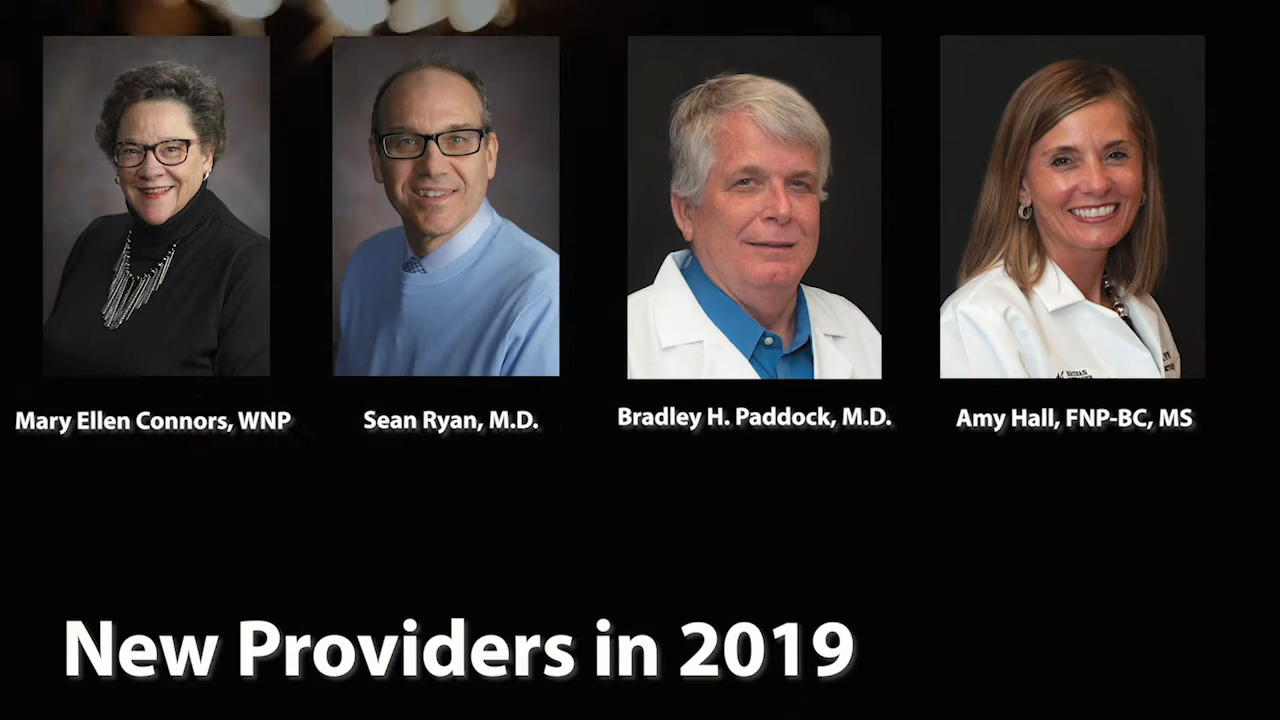 Mary Ellen Connors, WNP
Sean Ryan, M.D.
Bradley H. Paddock, M.D.
Amy Hall, FNP-BC, MS
New Providers in 2019